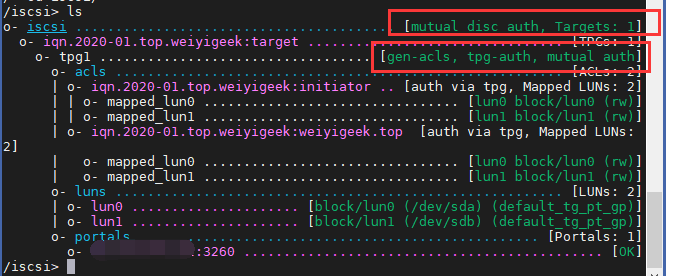 /iscsi> ls
o- iscsi ............................................ [mutual disc auth, Targets: 1]
o- iqn.2020-01.top.weiyigeek:target .................................. [TPGs: 1]
o- tpg1 ........................................ [gen-acls, tpg-auth, mutual auth]
o- acls ........................................................ [ACLs: 2]
| o- iqn.2020-01.top.weiyigeek:initiator .. [auth via tpg, Mapped LUNs: 2]
| | o- mapped_lun0 ............................... [lun0 block/lun0 (rw)]
| | o- mapped_lun1 ............................... [lun1 block/lun1 (rw)]
| o- iqn.2020-01.top.weiyigeek:weiyigeek.top [auth via tpg, Mapped LUNs:
2]
| o- mapped_lun0 ............................... [lun0 block/lun0 (rw)]
| o- mapped_lun1 ............................... [lun1 block/lun1 (rw)]
o- luns ........................................................ [LUNs: 2]
| o- lun0 .................... [block/lun0 (/dev/sda) (default_tg_pt_gp)]
| o- lun1 .................... [block/lun1 (/dev/sdb) (default_tg_pt_gp)]
o- portals .................................................. [Portals: 1]
o- :3260 ............................................. [OK]
/iscsi>